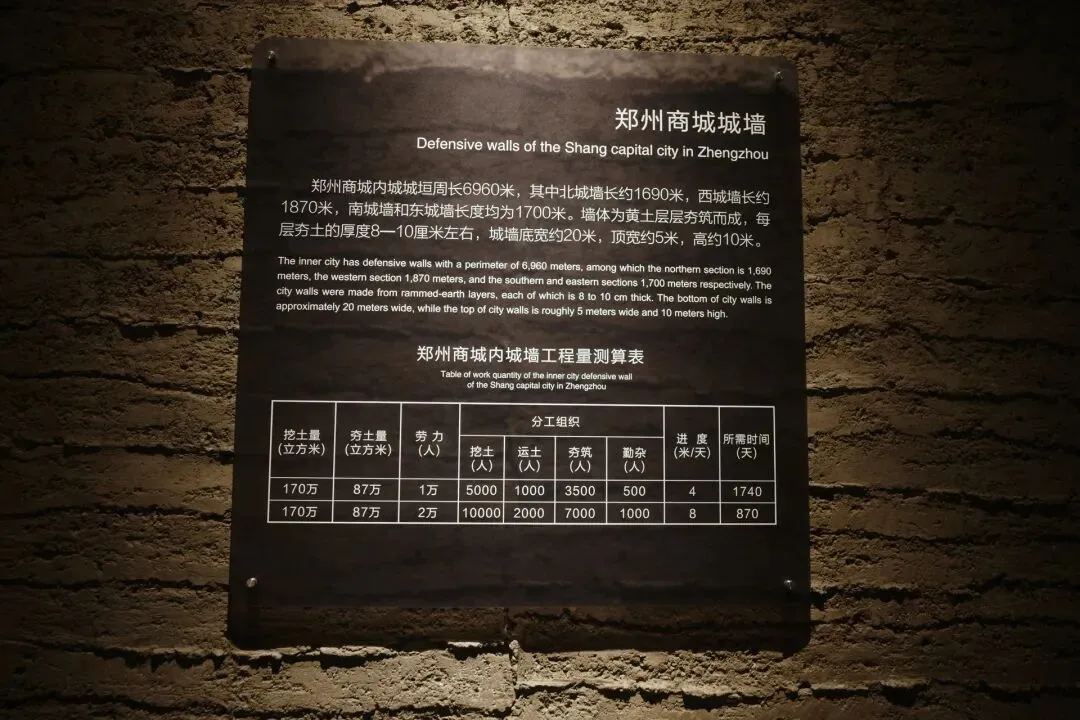 郑州商城城墙
Defensive walls of the Shang capital city in Zhengzhou
郑州商城内城城垣周长6960米，其中北城墙长约1690米，西城墙长约
1870米，南城墙和东城墙长度均为1700米。墙体为黄土层层夯筑而成，每
层夯土的厚度8—10厘米左右，城墙底宽约20米，顶宽约5米，高约10米。
The inner city has defensive walls with a perimeter of 6,960 meters, among which the northern section is 1,690
meters, the western section 1,870 meters, and the southern and eastern sections 1,700 meters respectively. The
city walls were made from rammed-earth layers, each of which is 8 to 10 cm thick. The bottom of city walls is
approximately 20 meters wide, while the top of city walls is roughly 5 meters wide and 10 meters high.
郑州商城内城墙工程量测算表
Table of work quantity of the inner city defensive wall
of the Shang capital city in Zhengzhou
挖土量 (立方米) 夯土量 (立方米) 劳力 (人) 分工组织 进度 (米/天) 所需时间 (天)
挖土 (人) 运土 (人) 夯筑 (人) 勤杂 (人)
170万 87万 1万 5000 1000 3500 500 4 1740
170万 87万 2万 10000 2000 7000 1000 8 870